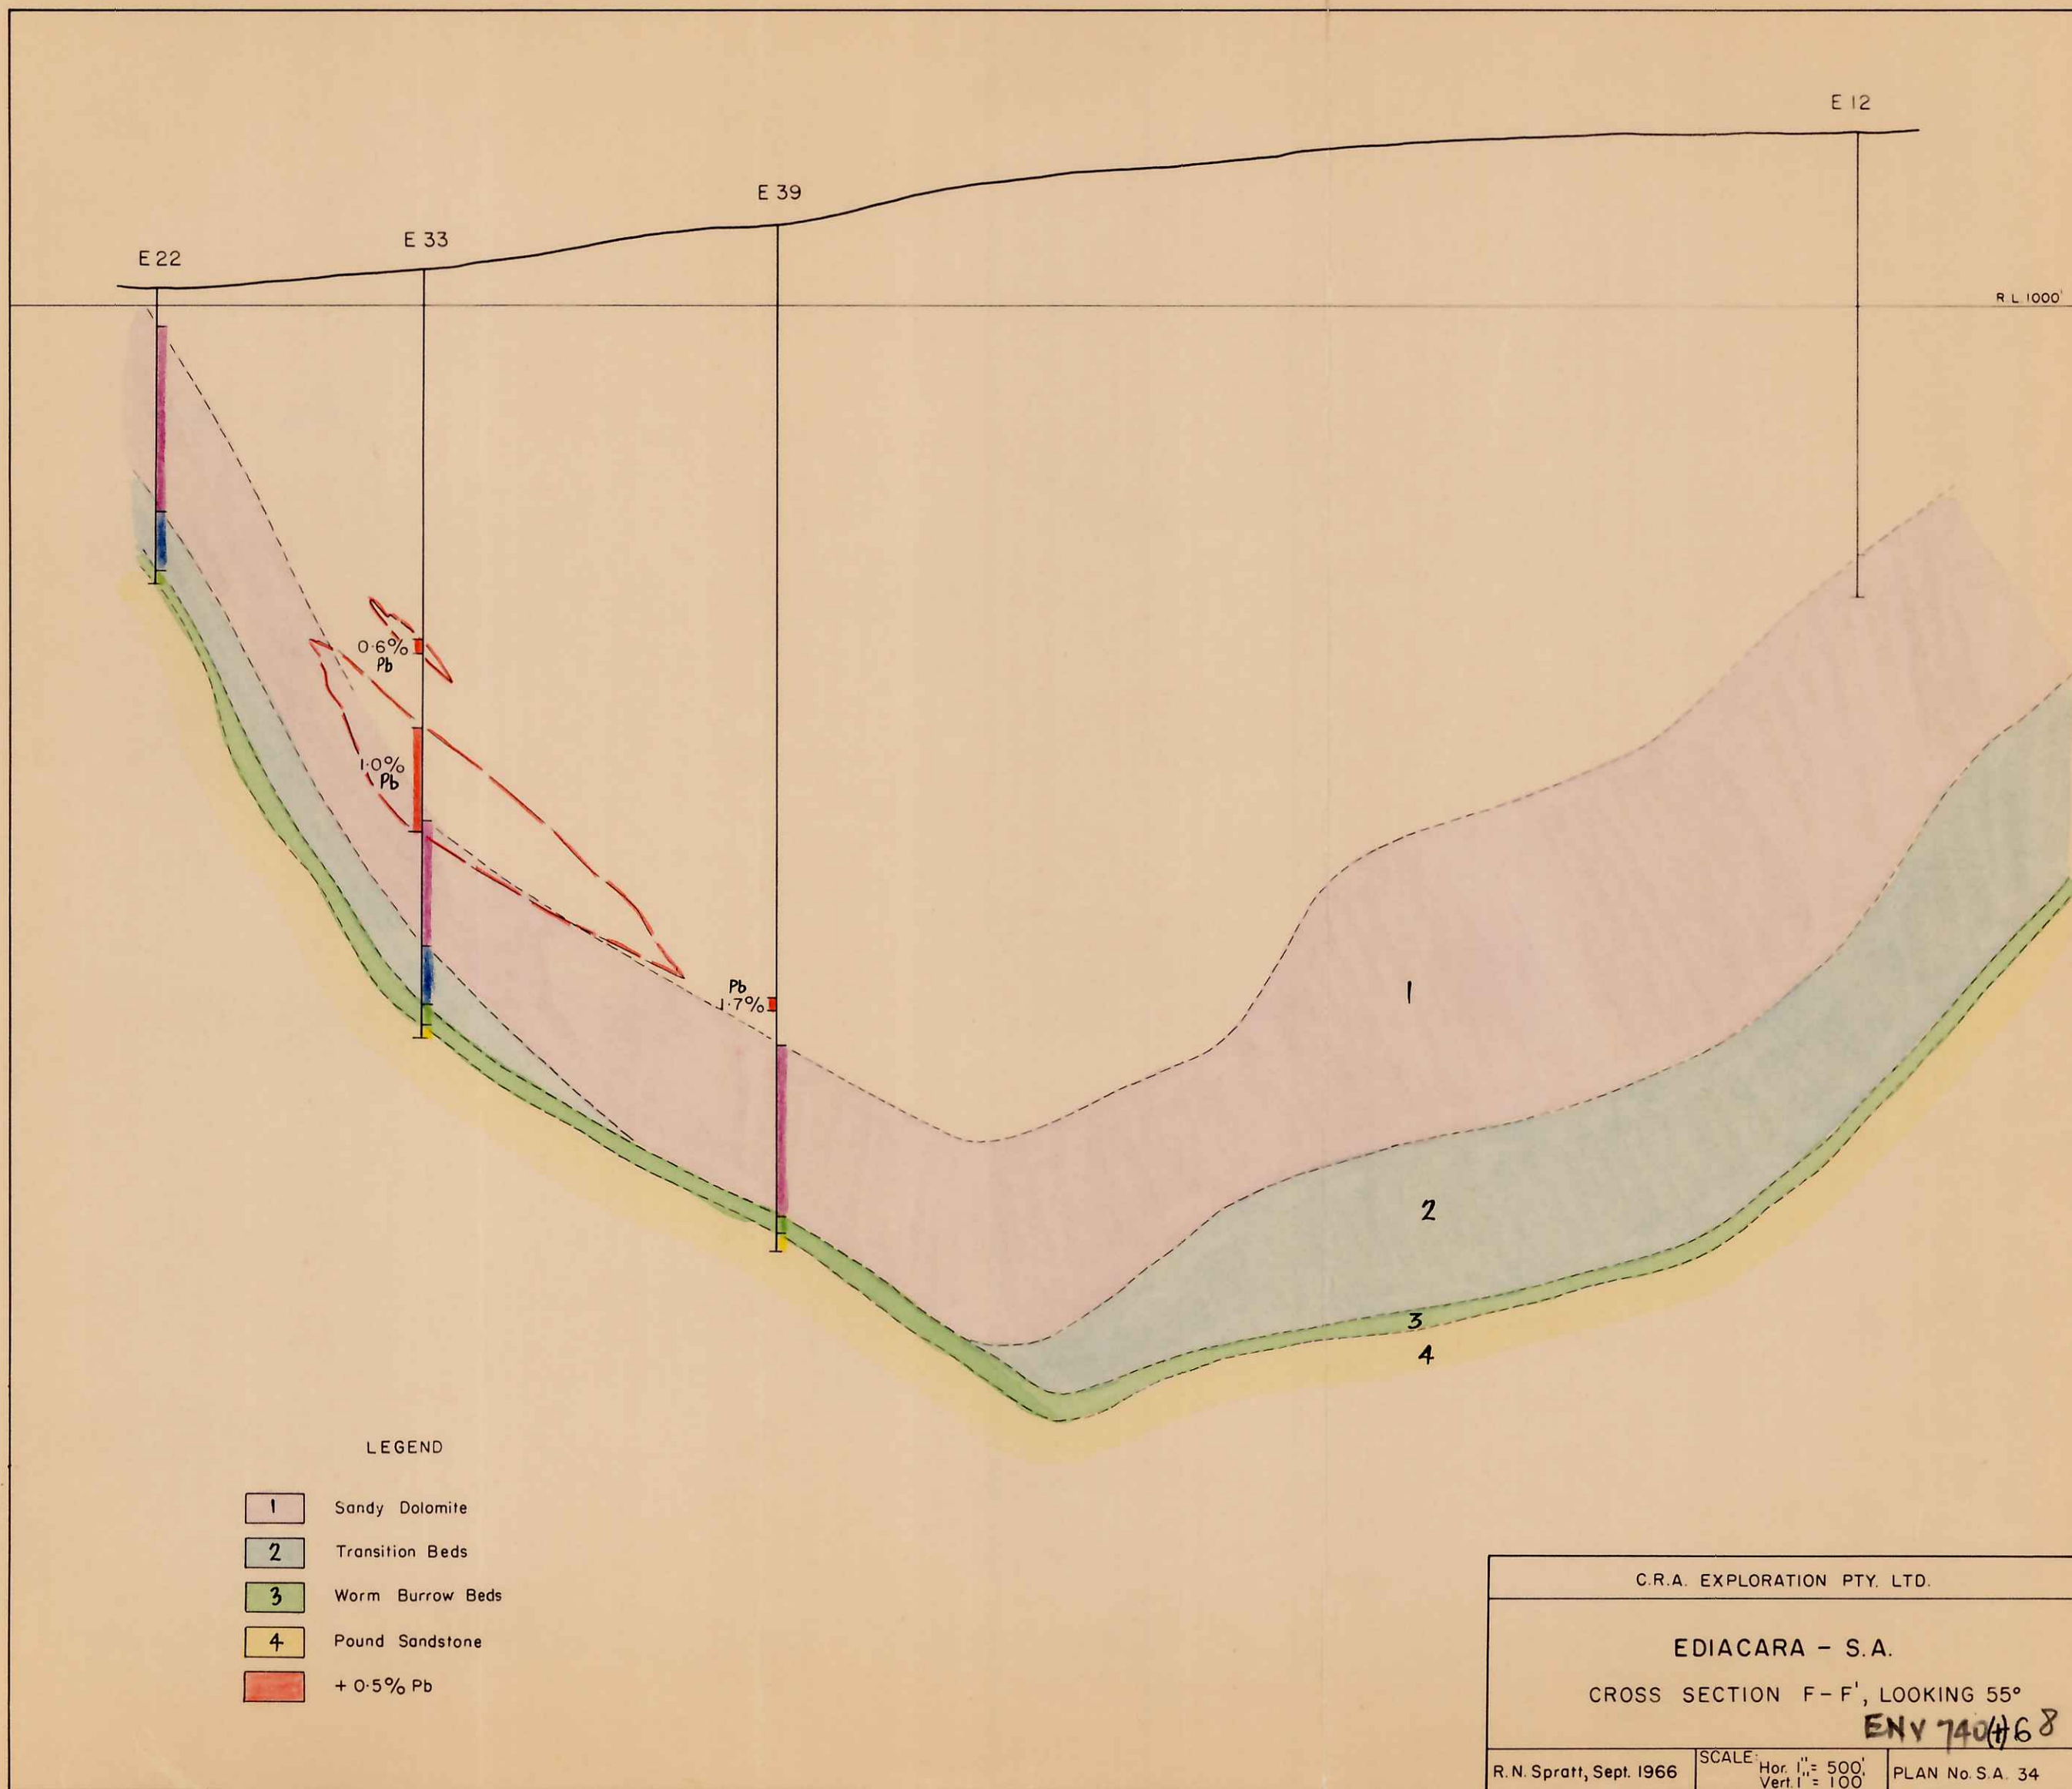 E 12
E 39
E 33
E 22
R.L. 1000'
0·6%
Pb
1·0%
Pb
Pb
1·7%
1
2
3
4
LEGEND
1 Sandy Dolomite
2 Transition Beds
3 Worm Burrow Beds
4 Pound Sandstone
+ 0·5% Pb
C.R.A. EXPLORATION PTY. LTD.
EDIACARA - S.A.
CROSS SECTION F-F', LOOKING 55°
ENV 740
R.N. Spratt, Sept. 1966
SCALE: Hor. 1" = 500'
Vert. 1" = 100'
PLAN No. S.A. 34